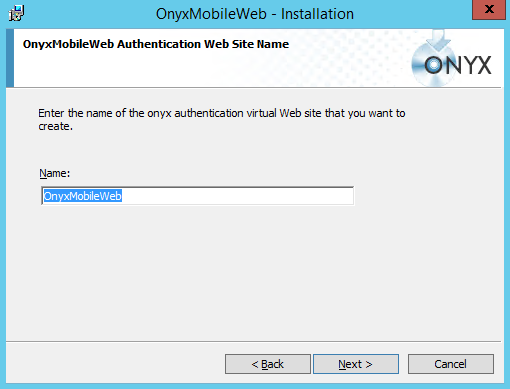 OnyxMobileWeb - Installation
x
OnyxMobileWeb Authentication Web Site Name
ONYX
Enter the name of the onyx authentication virtual Web site that you want to
create.
Name:
OnyxMobileWeb
< Back
Next >
Cancel